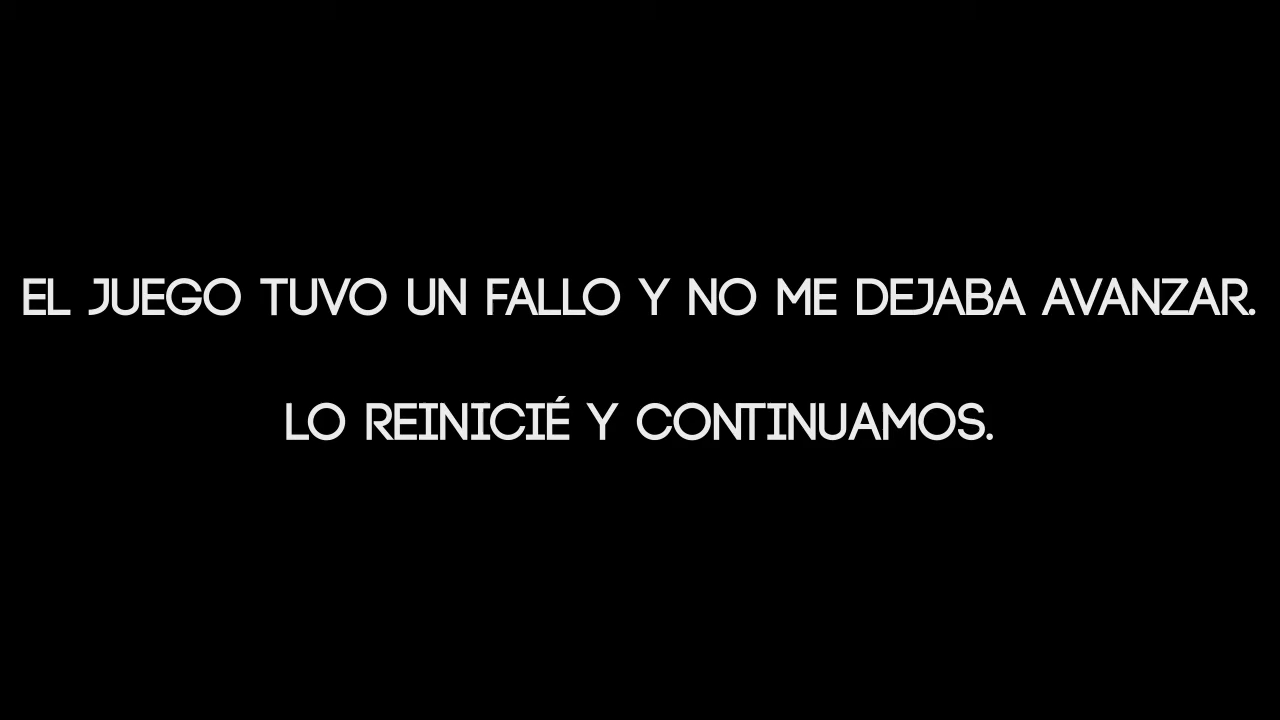 EL JUEGO TUVO UN FALLO Y NO ME DEJABA AVANZAR.
LO REINICIÉ Y CONTINUAMOS.